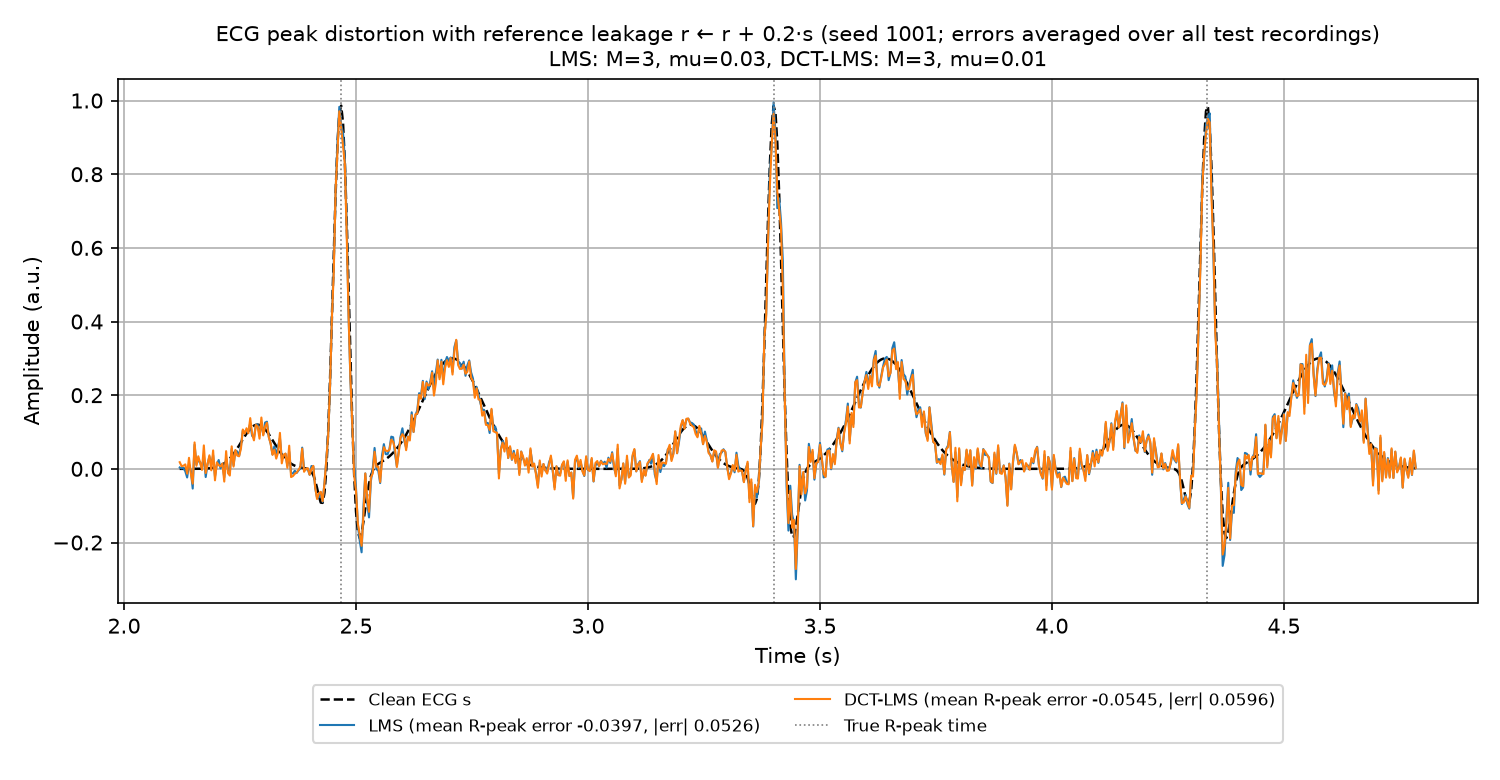 ECG peak distortion with reference leakage r ← r + 0.2·s (seed 1001; errors averaged over all test recordings)
LMS: M=3, mu=0.03, DCT-LMS: M=3, mu=0.01
Amplitude (a.u.)
1.0
0.8
0.6
0.4
0.2
0.0
−0.2
2.0 2.5 3.0 3.5 4.0 4.5
Time (s)
Clean ECG s
LMS (mean R-peak error -0.0397, |err| 0.0526)
DCT-LMS (mean R-peak error -0.0545, |err| 0.0596)
True R-peak time